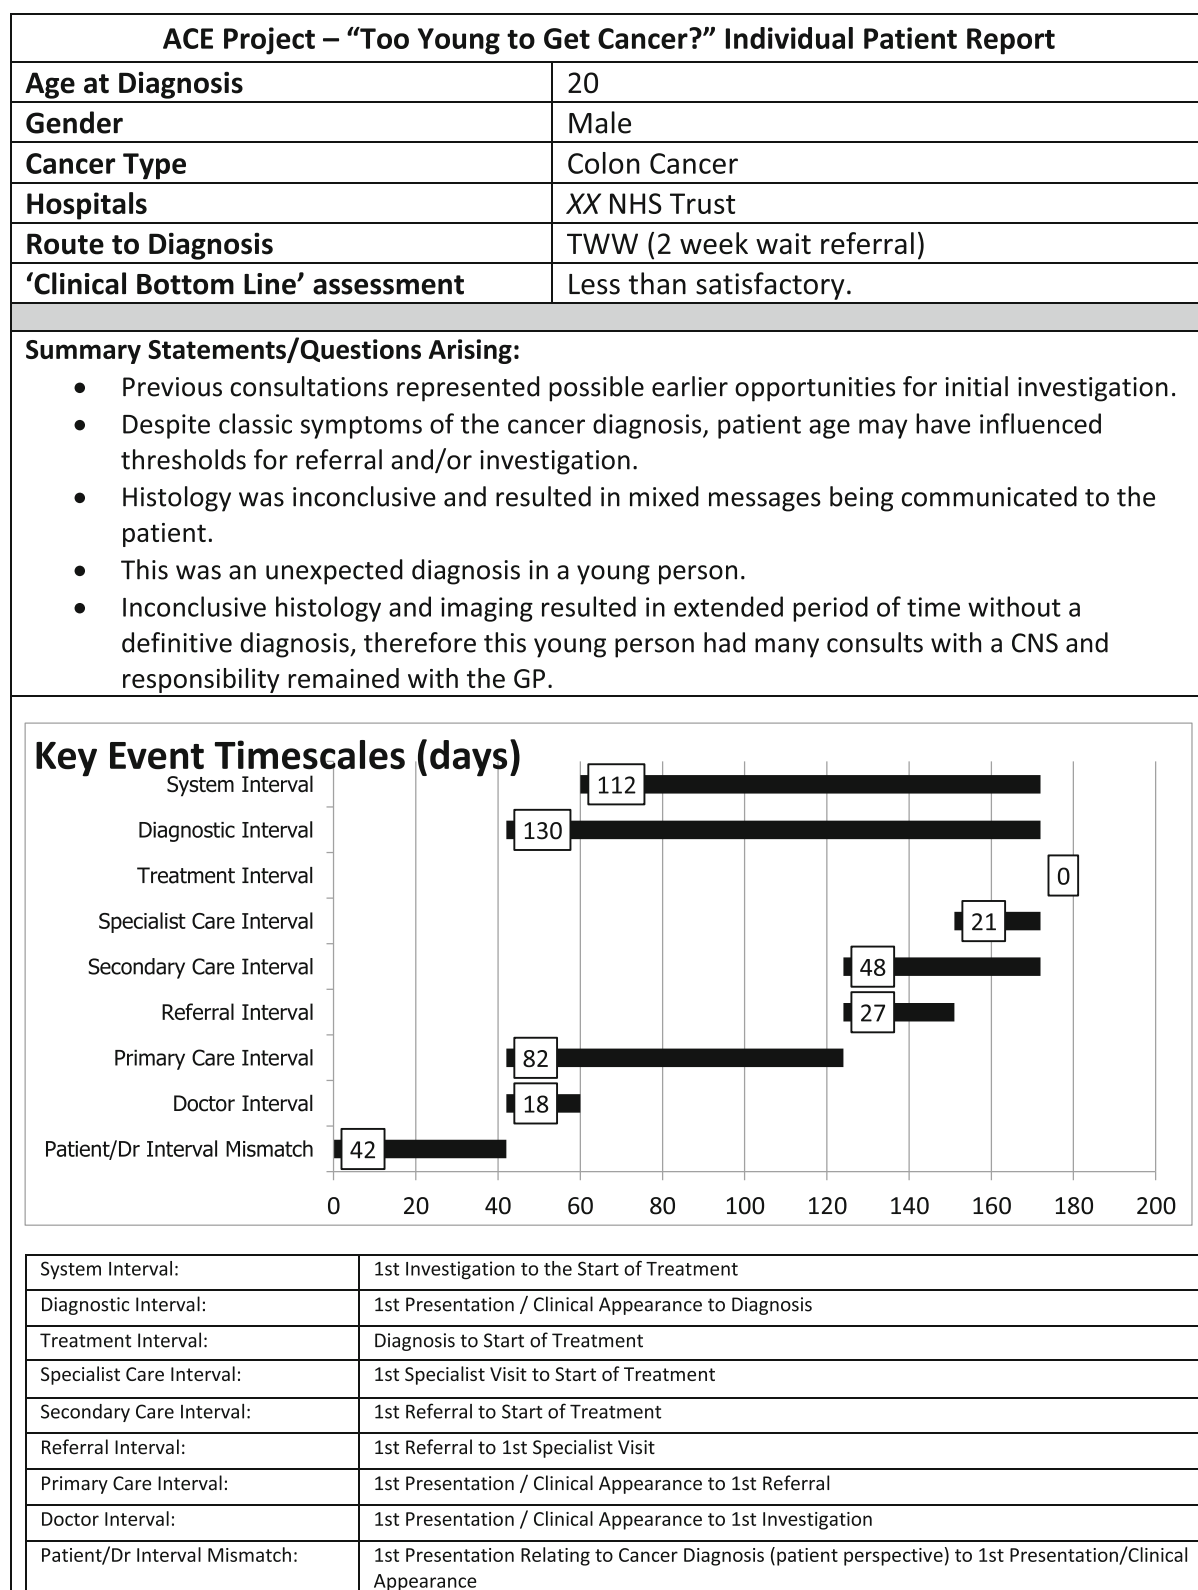 ACE Project – “Too Young to Get Cancer?” Individual Patient Report
Age at Diagnosis
20
Gender
Male
Cancer Type
Colon Cancer
Hospitals
XX NHS Trust
Route to Diagnosis
TWW (2 week wait referral)
‘Clinical Bottom Line’ assessment
Less than satisfactory.
Summary Statements/Questions Arising:
• Previous consultations represented possible earlier opportunities for initial investigation.
• Despite classic symptoms of the cancer diagnosis, patient age may have influenced
thresholds for referral and/or investigation.
• Histology was inconclusive and resulted in mixed messages being communicated to the
patient.
• This was an unexpected diagnosis in a young person.
• Inconclusive histology and imaging resulted in extended period of time without a
definitive diagnosis, therefore this young person had many consults with a CNS and
responsibility remained with the GP.
Key Event Timescales (days)
System Interval
112
Diagnostic Interval
130
Treatment Interval
0
Specialist Care Interval
21
Secondary Care Interval
48
Referral Interval
27
Primary Care Interval
82
Doctor Interval
18
Patient/Dr Interval Mismatch
42
0 20 40 60 80 100 120 140 160 180 200
System Interval:
1st Investigation to the Start of Treatment
Diagnostic Interval:
1st Presentation / Clinical Appearance to Diagnosis
Treatment Interval:
Diagnosis to Start of Treatment
Specialist Care Interval:
1st Specialist Visit to Start of Treatment
Secondary Care Interval:
1st Referral to Start of Treatment
Referral Interval:
1st Referral to 1st Specialist Visit
Primary Care Interval:
1st Presentation / Clinical Appearance to 1st Referral
Doctor Interval:
1st Presentation / Clinical Appearance to 1st Investigation
Patient/Dr Interval Mismatch:
1st Presentation Relating to Cancer Diagnosis (patient perspective) to 1st Presentation/Clinical
Appearance